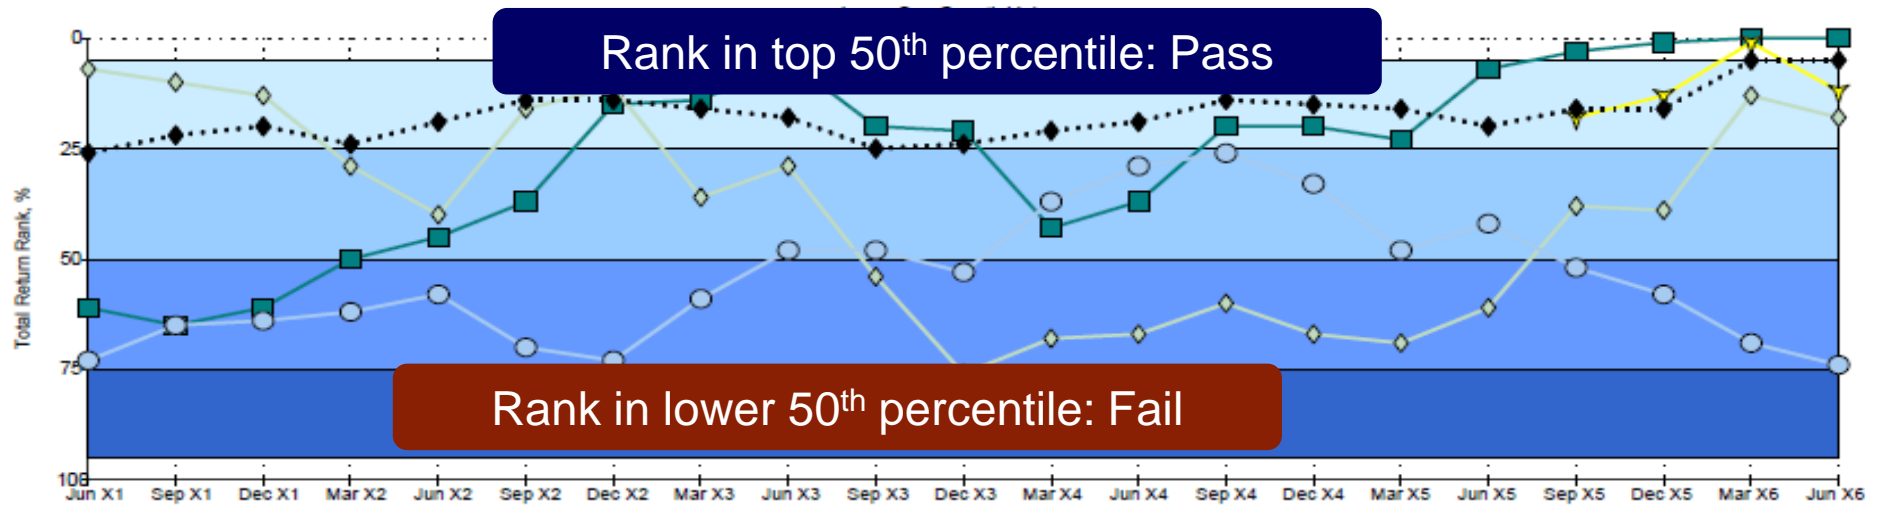 Rank in top 50th percentile: Pass
0
25
50
75
Total Return Rank, %
Rank in lower 50th percentile: Fail
100
Jun X1 Sep X1 Dec X1 Mar X2 Jun X2 Sep X2 Dec X2 Mar X3 Jun X3 Sep X3 Dec X3 Mar X4 Jun X4 Sep X4 Dec X4 Mar X5 Jun X5 Sep X5 Dec X5 Mar X6 Jun X6